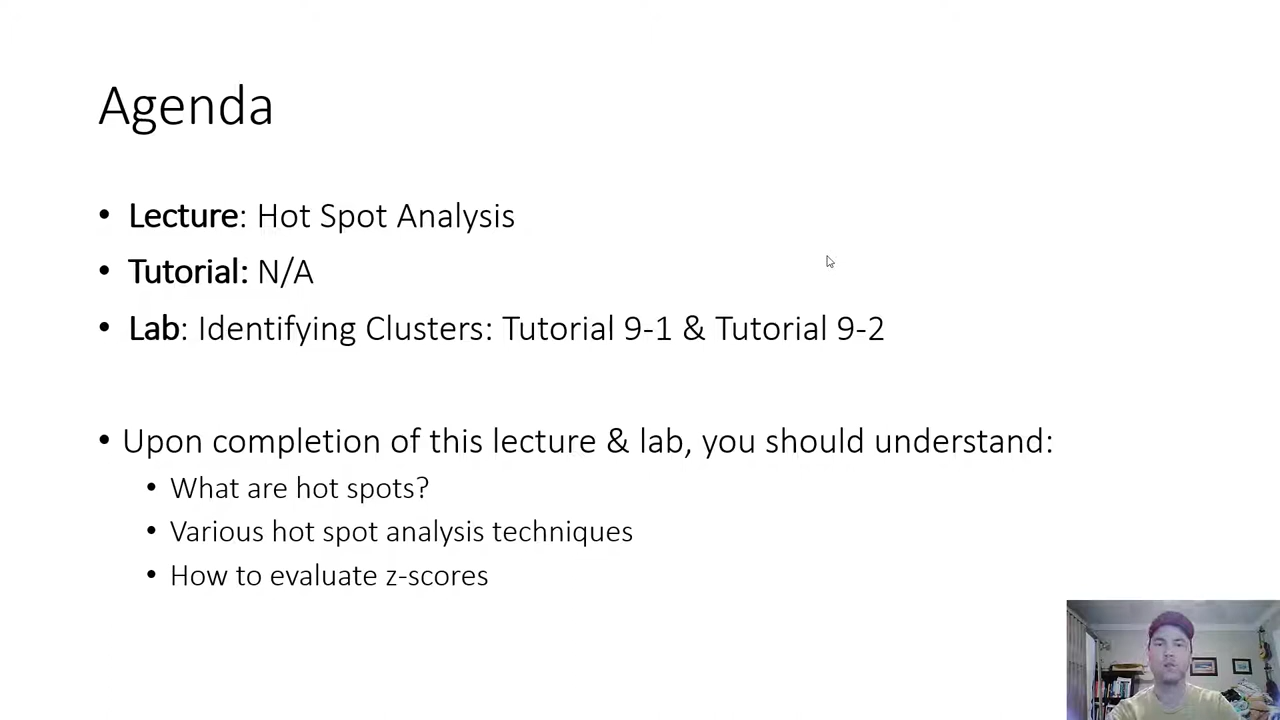 Agenda
• Lecture: Hot Spot Analysis
• Tutorial: N/A
• Lab: Identifying Clusters: Tutorial 9-1 & Tutorial 9-2
• Upon completion of this lecture & lab, you should understand:
• What are hot spots?
• Various hot spot analysis techniques
• How to evaluate z-scores